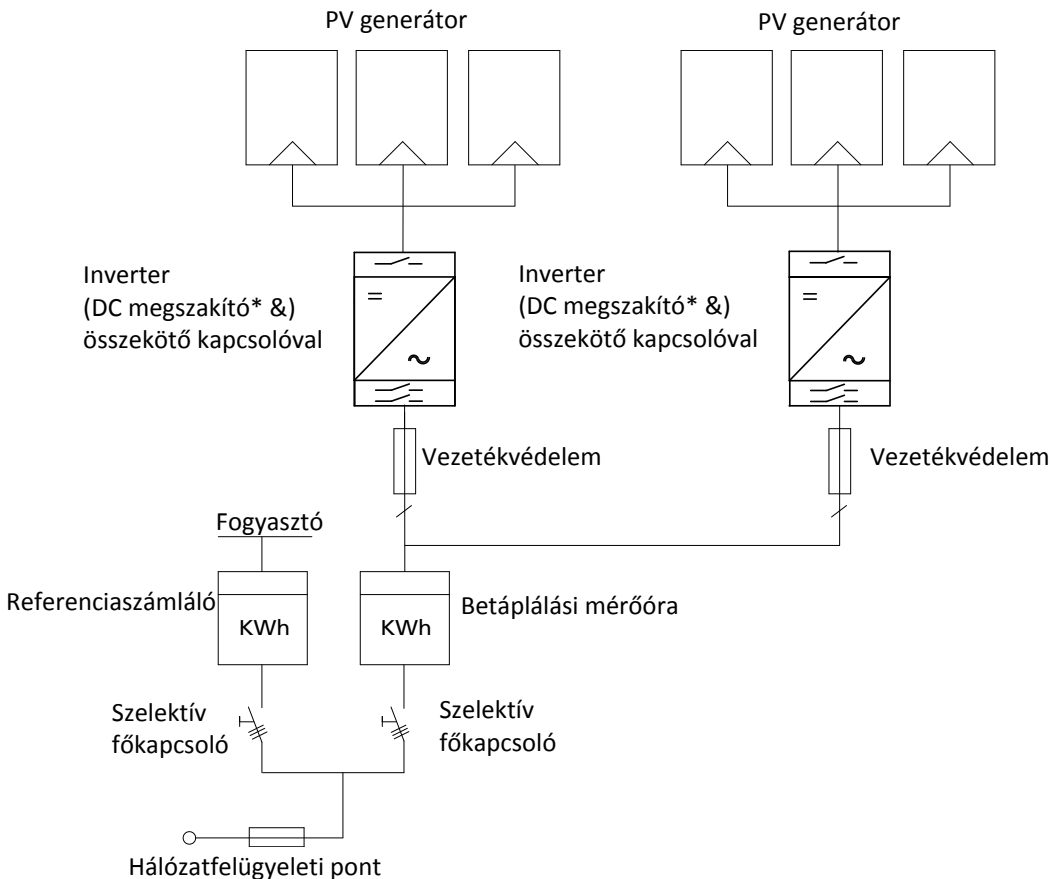 PV generátor
PV generátor
Inverter
(DC megszakító* &)
összekötő kapcsolóval
Inverter
(DC megszakító* &)
összekötő kapcsolóval
=
~
=
~
Vezetékvédelem
Vezetékvédelem
Fogyasztó
Referenciaszámláló
KWh
KWh
Betáplálási mérőóra
Szelektív
főkapcsoló
Szelektív
főkapcsoló
Hálózatfelügyeleti pont